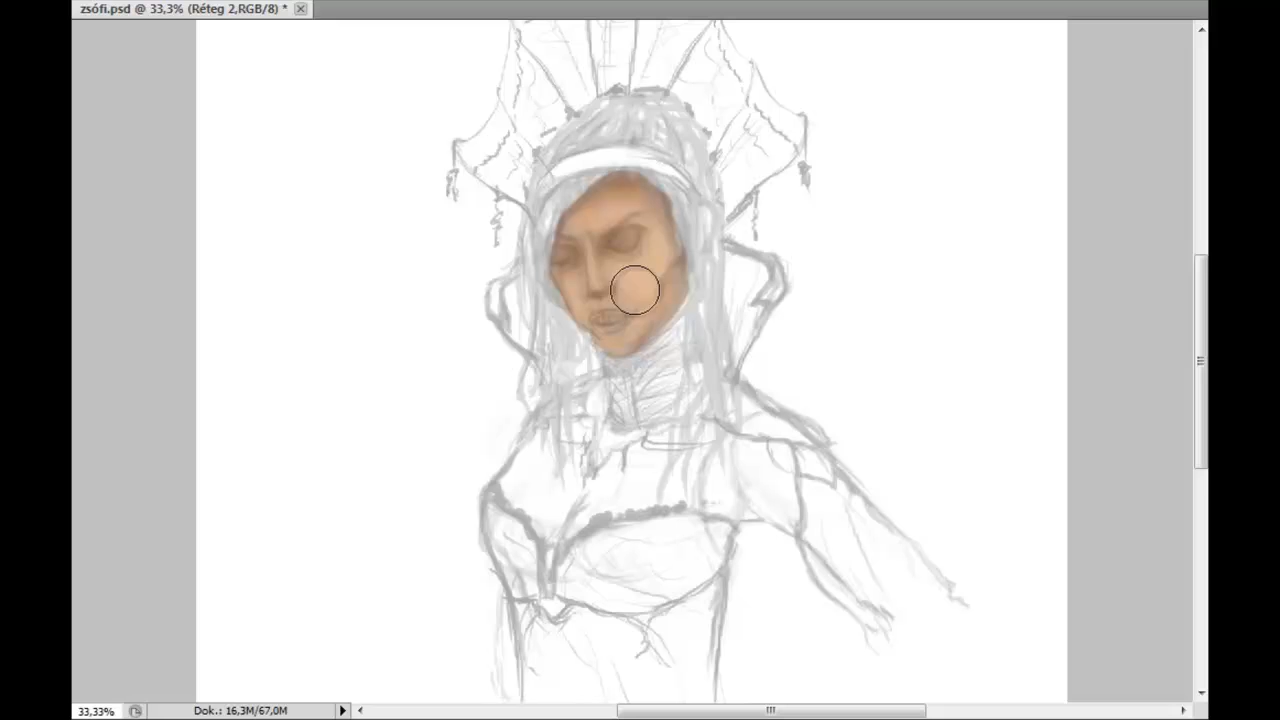 zsófi.psd @ 33,3% (Réteg 2,RGB/8) *
33,33% Dok.: 16,3M/67,0M